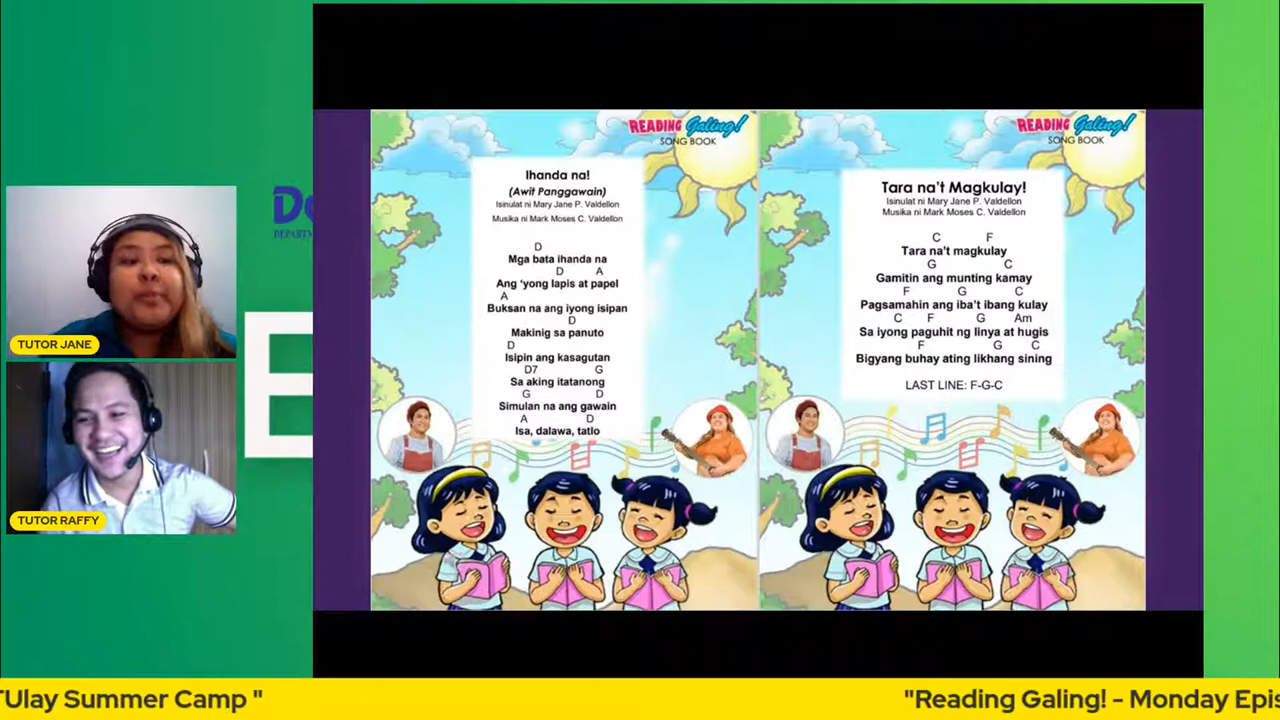 De
DEPARTM
E
TUTOR JANE
TUTOR RAFFY
READING Galing!
SONG BOOK
Ihanda na!
(Awit Panggawain)
Isinulat ni Mary Jane P. Valdellon
Musika ni Mark Moses C. Valdellon
D
Mga bata ihanda na
D A
Ang ‘yong lapis at papel
A
Buksan na ang iyong isipan
D
Makinig sa panuto
D
Isipin ang kasagutan
D7 G
Sa aking itatanong
G D
Simulan na ang gawain
A D
Isa, dalawa, tatlo
READING Galing!
SONG BOOK
Tara na’t Magkulay!
Isinulat ni Mary Jane P. Valdellon
Musika ni Mark Moses C. Valdellon
C F
Tara na’t magkulay
G C
Gamitin ang munting kamay
F G C
Pagsamahin ang iba’t ibang kulay
C F G Am
Sa iyong paguhit ng linya at hugis
F G C
Bigyang buhay ating likhang sining
LAST LINE: F-G-C
TUlay Summer Camp " "Reading Galing! - Monday Epis